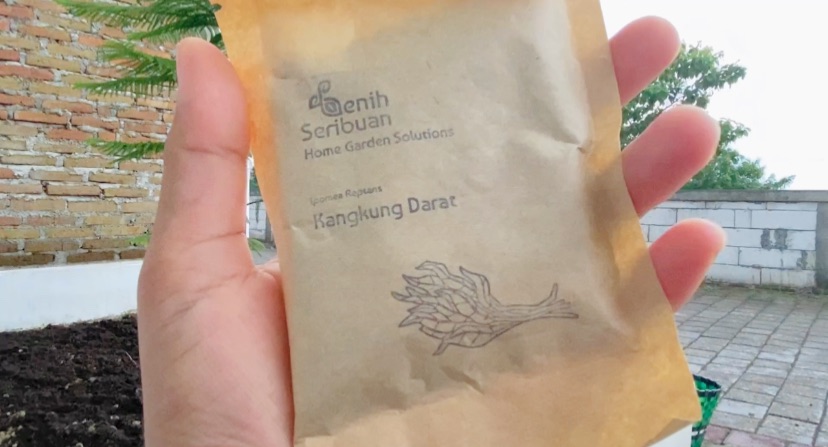 Benih
Seribuan
Home Garden Solutions
Ipomea Reptans
Kangkung Darat